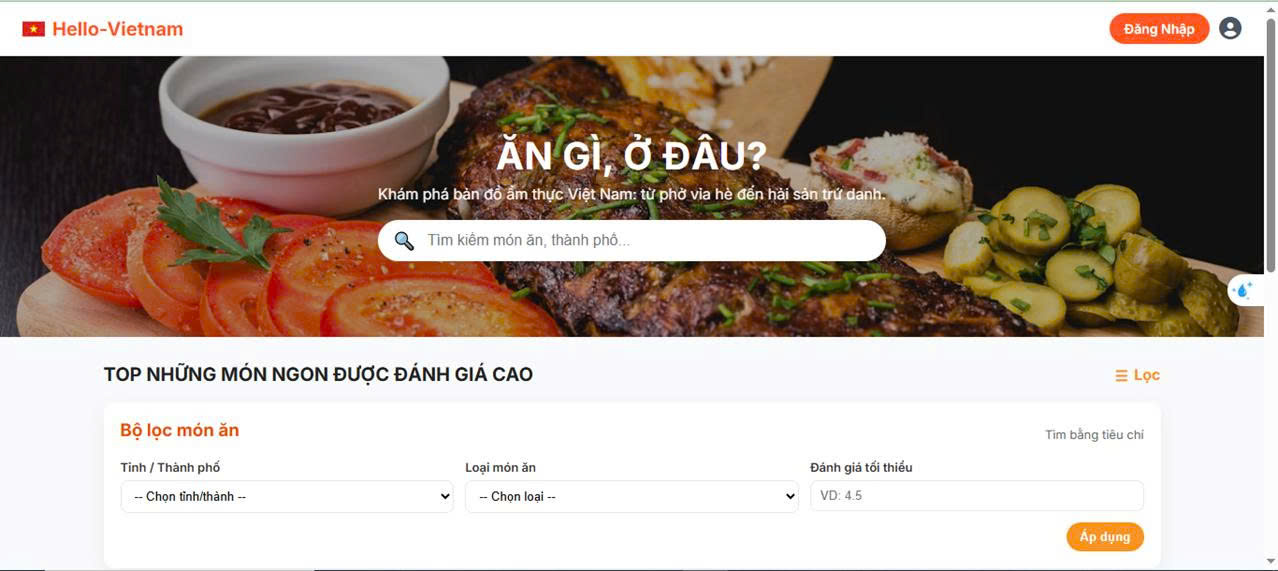 Hello-Vietnam
Đăng Nhập
ĂN GÌ, Ở ĐÂU?
Khám phá bản đồ ẩm thực Việt Nam: từ phở vỉa hè đến hải sản trứ danh.
Tìm kiếm món ăn, thành phố...
TOP NHỮNG MÓN NGON ĐƯỢC ĐÁNH GIÁ CAO
Lọc
Bộ lọc món ăn
Tìm bằng tiêu chí
Tỉnh / Thành phố
Loại món ăn
Đánh giá tối thiểu
-- Chọn tỉnh/thành --
-- Chọn loại --
VD: 4.5
Áp dụng